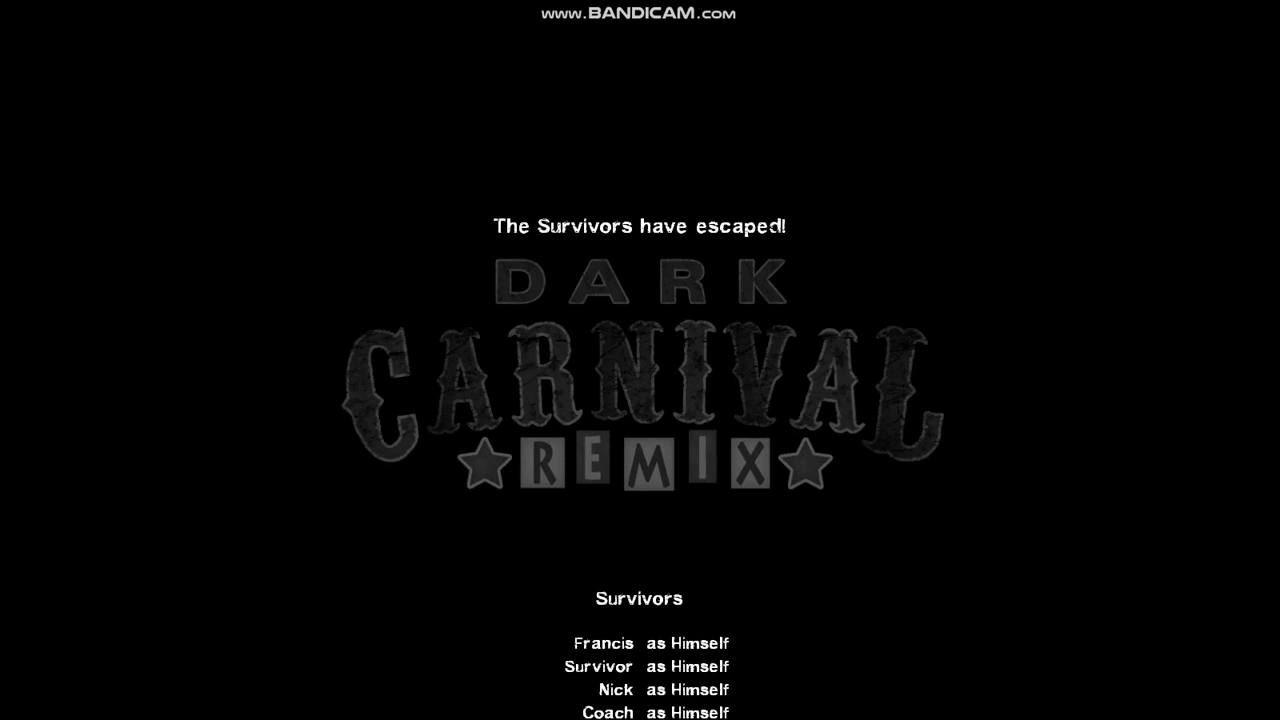 www.BANDICAM.com
The Survivors have escaped!
DARK
CARNIVAL
REMIX
Survivors
Francis as Himself
Survivor as Himself
Nick as Himself
Coach as Himself